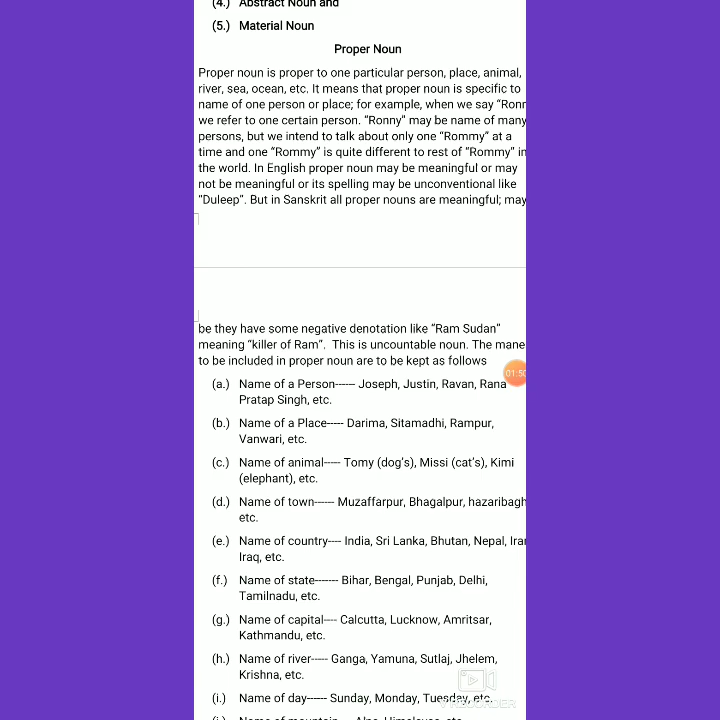 (4.) Abstract Noun and
(5.) Material Noun
Proper Noun
Proper noun is proper to one particular person, place, animal,
river, sea, ocean, etc. It means that proper noun is specific to
name of one person or place; for example, when we say “Ronn
we refer to one certain person. “Ronny” may be name of many
persons, but we intend to talk about only one “Rommy” at a
time and one “Rommy” is quite different to rest of “Rommy” in
the world. In English proper noun may be meaningful or may
not be meaningful or its spelling may be unconventional like
“Duleep”. But in Sanskrit all proper nouns are meaningful; may
be they have some negative denotation like “Ram Sudan”
meaning “killer of Ram”. This is uncountable noun. The mane
to be included in proper noun are to be kept as follows
01:50
(a.) Name of a Person------ Joseph, Justin, Ravan, Rana
Pratap Singh, etc.
(b.) Name of a Place----- Darima, Sitamadhi, Rampur,
Vanwari, etc.
(c.) Name of animal----- Tomy (dog’s), Missi (cat’s), Kimi
(elephant), etc.
(d.) Name of town------ Muzaffarpur, Bhagalpur, hazaribagh
etc.
(e.) Name of country---- India, Sri Lanka, Bhutan, Nepal, Iran
Iraq, etc.
(f.) Name of state------- Bihar, Bengal, Punjab, Delhi,
Tamilnadu, etc.
(g.) Name of capital---- Calcutta, Lucknow, Amritsar,
Kathmandu, etc.
(h.) Name of river----- Ganga, Yamuna, Sutlaj, Jhelem,
Krishna, etc.
(i.) Name of day------ Sunday, Monday, Tuesday, etc.
RECORDER
(j.) Name of mountain--- Alps, Himalayas, etc.